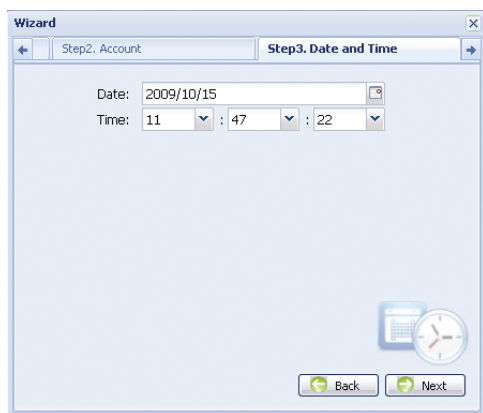 Wizard
Step2. Account Step3. Date and Time
Date: 2009/10/15
Time: 11 : 47 : 22
Back Next